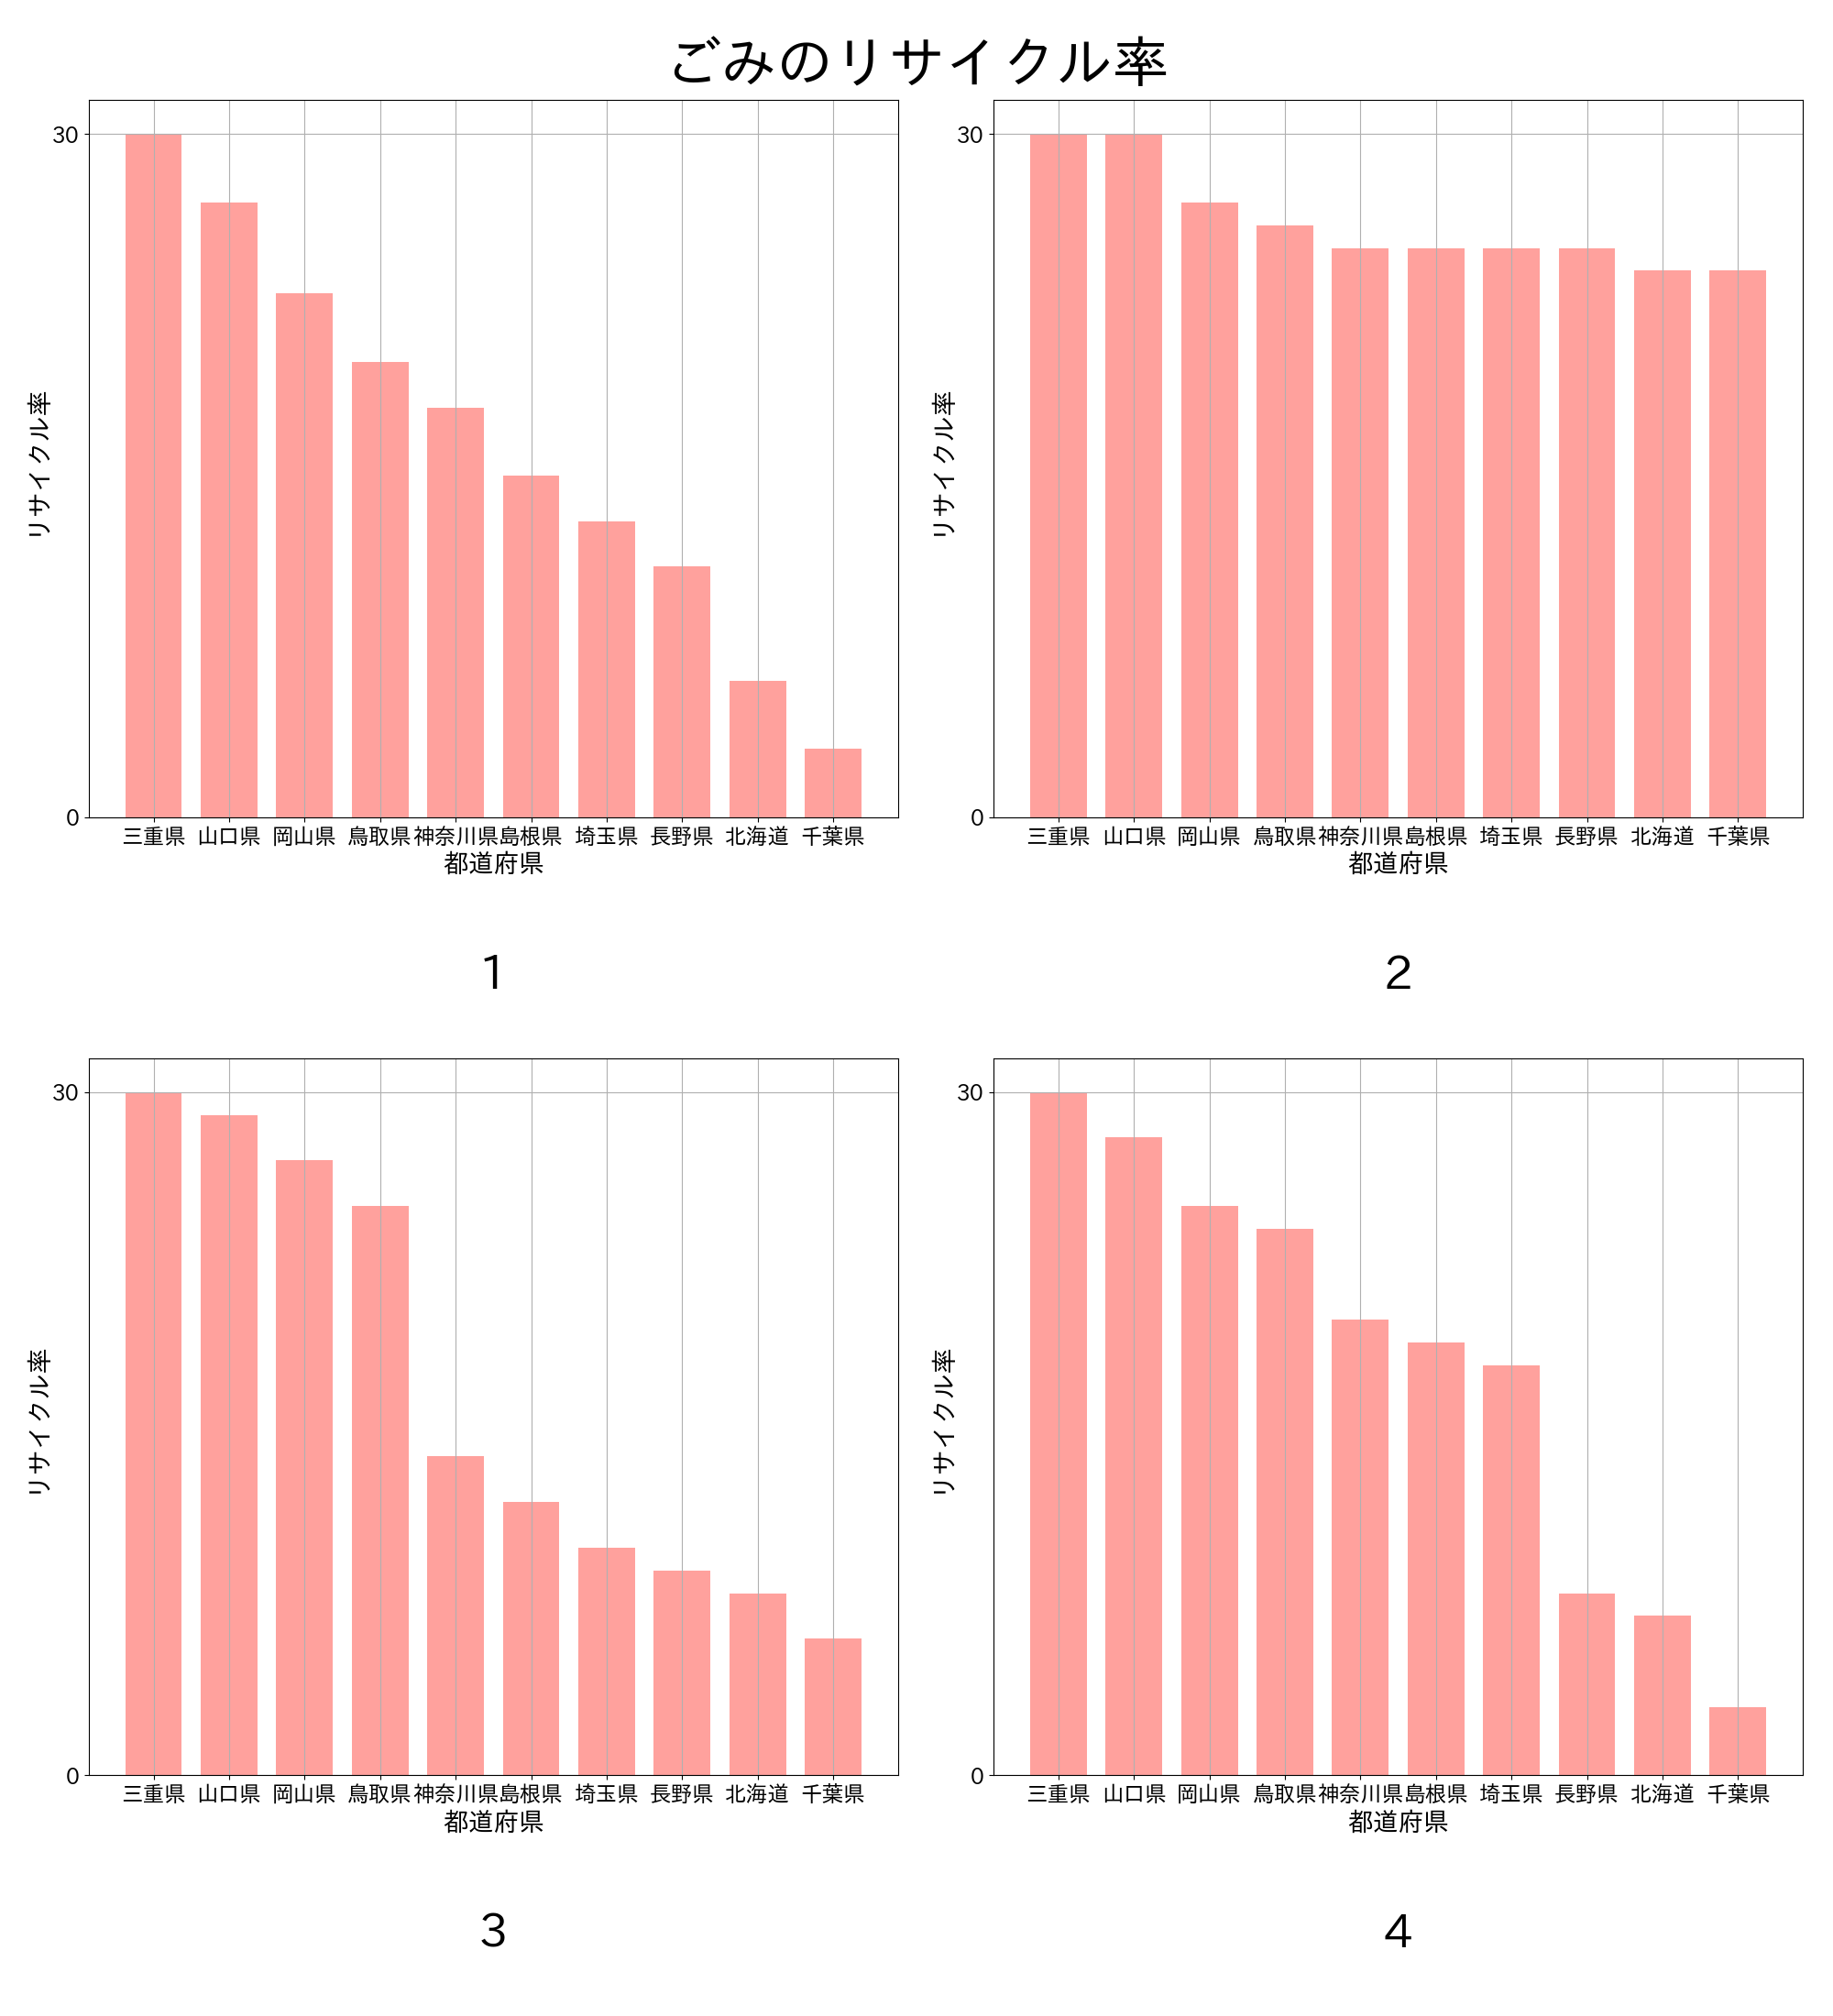 ごみのリサイクル率
30
0
リサイクル率
三重県 山口県 岡山県 鳥取県 神奈川県 島根県 埼玉県 長野県 北海道 千葉県
都道府県
1
30
0
リサイクル率
三重県 山口県 岡山県 鳥取県 神奈川県 島根県 埼玉県 長野県 北海道 千葉県
都道府県
2
30
0
リサイクル率
三重県 山口県 岡山県 鳥取県 神奈川県 島根県 埼玉県 長野県 北海道 千葉県
都道府県
3
30
0
リサイクル率
三重県 山口県 岡山県 鳥取県 神奈川県 島根県 埼玉県 長野県 北海道 千葉県
都道府県
4